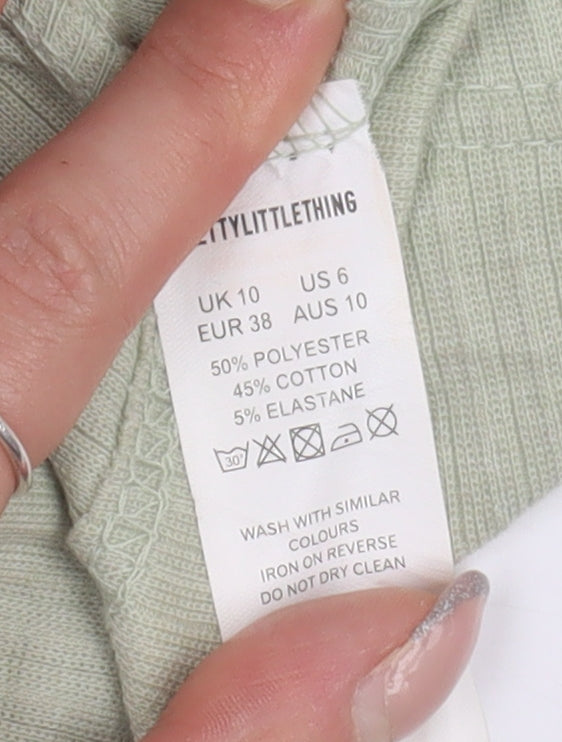 TTYLITTLETHING
UK 10 US 6
EUR 38 AUS 10
50% POLYESTER
45% COTTON
5% ELASTANE
30°
WASH WITH SIMILAR
COLOURS
IRON ON REVERSE
DO NOT DRY CLEAN